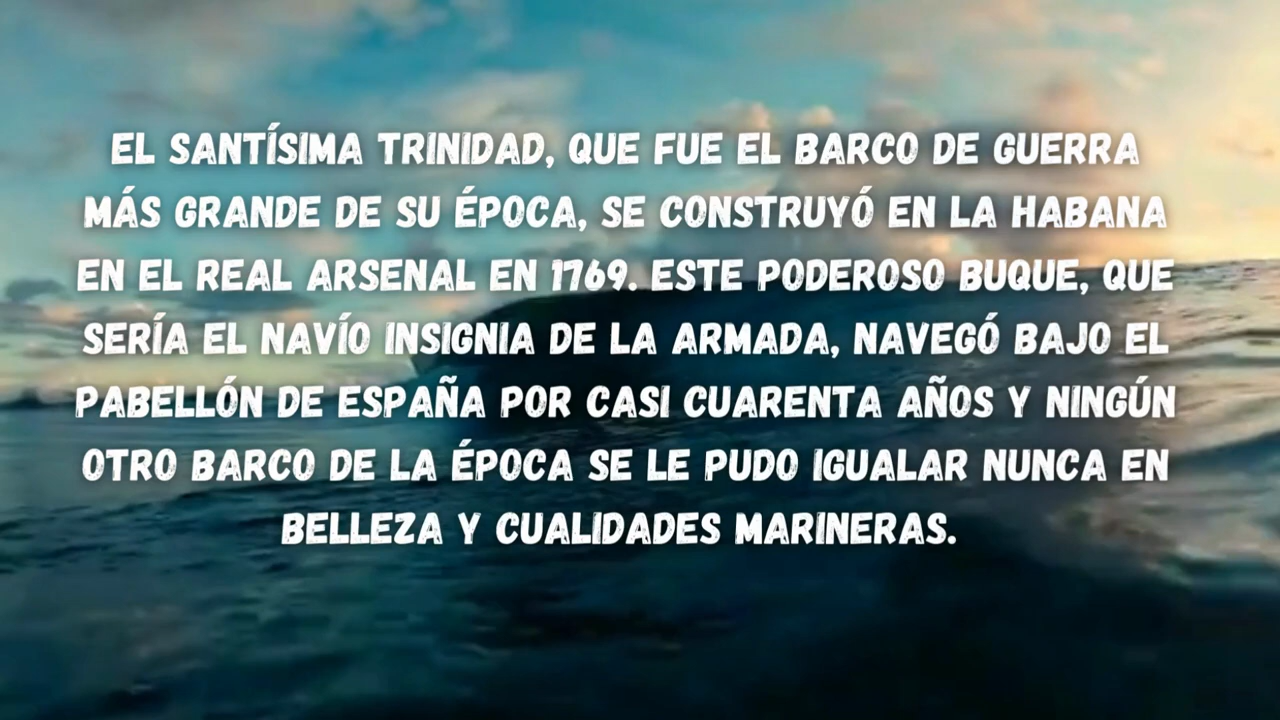 EL SANTÍSIMA TRINIDAD, QUE FUE EL BARCO DE GUERRA
MÁS GRANDE DE SU ÉPOCA, SE CONSTRUYÓ EN LA HABANA
EN EL REAL ARSENAL EN 1769. ESTE PODEROSO BUQUE, QUE
SERÍA EL NAVÍO INSIGNIA DE LA ARMADA, NAVEGÓ BAJO EL
PABELLÓN DE ESPAÑA POR CASI CUARENTA AÑOS Y NINGÚN
OTRO BARCO DE LA ÉPOCA SE LE PUDO IGUALAR NUNCA EN
BELLEZA Y CUALIDADES MARINERAS.